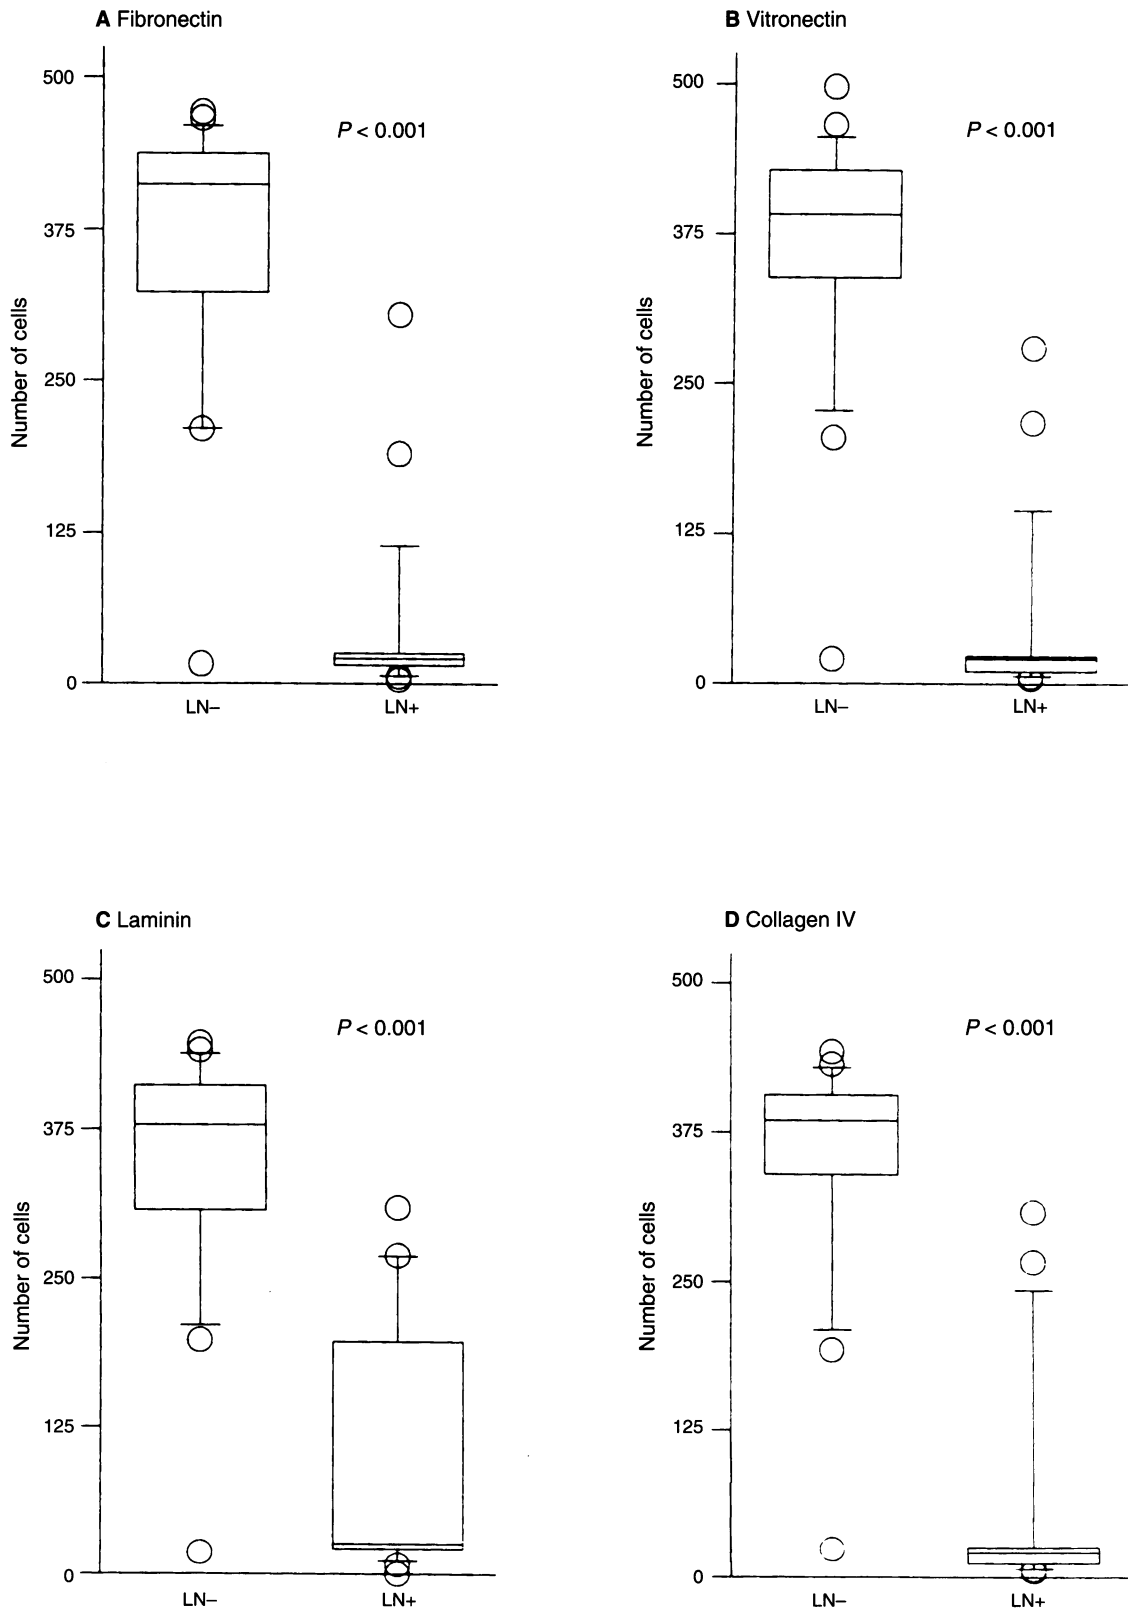 A Fibronectin
500
375
250
125
0
Number of cells
P < 0.001
LN–
LN+
B Vitronectin
500
375
250
125
0
Number of cells
P < 0.001
LN–
LN+
C Laminin
500
375
250
125
0
Number of cells
P < 0.001
LN–
LN+
D Collagen IV
500
375
250
125
0
Number of cells
P < 0.001
LN–
LN+